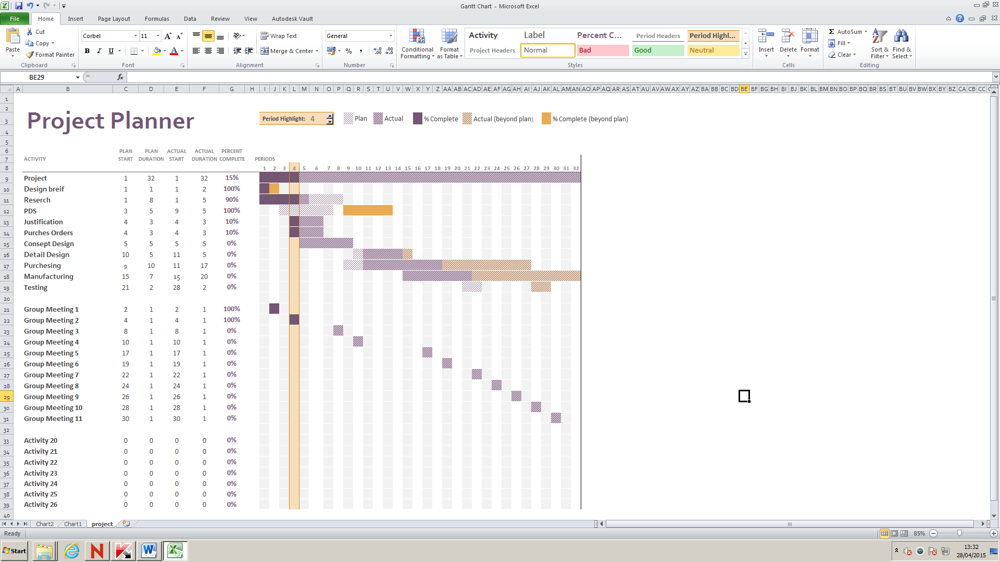 Gantt Chart - Microsoft Excel
File Home Insert Page Layout Formulas Data Review View Autodesk Vault
Cut Corbel 11 Wrap Text General Activity Label Percent C... Period Headers Period Highl... AutoSum
Copy Fill
Paste Format Painter B I U Merge & Center % , Conditional Formatting Format as Table Project Headers Normal Bad Good Neutral Insert Delete Format Clear Sort & Filter Find & Select
Clipboard Font Alignment Number Styles Cells Editing
BE29 fx
A B C D E F G H I J K L M N O P Q R S T U V W X Y Z AA AB AC AD AE AF AG AH AI AJ AK AL AM AN AO AP AQ AR AS AT AU AV AW AX AY AZ BA BB BC BD BE BF BG BH BI BJ BK BL BM BN BO BP BQ BR BS BT BU BV BW BX BY BZ CA CB CC
1
2
3 Project Planner Period Highlight: 4 Plan Actual % Complete Actual (beyond plan) % Complete (beyond plan)
4
5
6 PLAN PLAN ACTUAL ACTUAL PERCENT
7 ACTIVITY START DURATION START DURATION COMPLETE PERIODS
8 1 2 3 4 5 6 7 8 9 10 11 12 13 14 15 16 17 18 19 20 21 22 23 24 25 26 27 28 29 30 31 32
9 Project 1 32 1 32 15%
10 Design breif 1 1 1 2 100%
11 Reserch 1 8 1 5 90%
12 PDS 3 5 9 5 100%
13 Justification 4 3 4 3 10%
14 Purches Orders 4 3 4 3 10%
15 Consept Design 5 5 5 5 0%
16 Detail Design 10 5 11 5 0%
17 Purchesing 9 10 11 17 0%
18 Manufacturing 15 7 15 20 0%
19 Testing 21 2 28 2 0%
20
21 Group Meeting 1 2 1 2 1 100%
22 Group Meeting 2 4 1 4 1 100%
23 Group Meeting 3 8 1 8 1 0%
24 Group Meeting 4 10 1 10 1 0%
25 Group Meeting 5 17 1 17 1 0%
26 Group Meeting 6 19 1 19 1 0%
27 Group Meeting 7 22 1 22 1 0%
28 Group Meeting 8 24 1 24 1 0%
29 Group Meeting 9 26 1 26 1 0%
30 Group Meeting 10 28 1 28 1 0%
31 Group Meeting 11 30 1 30 1 0%
32
33 Activity 20 0 0 0 0 0%
34 Activity 21 0 0 0 0 0%
35 Activity 22 0 0 0 0 0%
36 Activity 23 0 0 0 0 0%
37 Activity 24 0 0 0 0 0%
38 Activity 25 0 0 0 0 0%
39 Activity 26 0 0 0 0 0%
40
Chart2 Chart1 project
Ready 85%
Start 13:32
28/04/2015